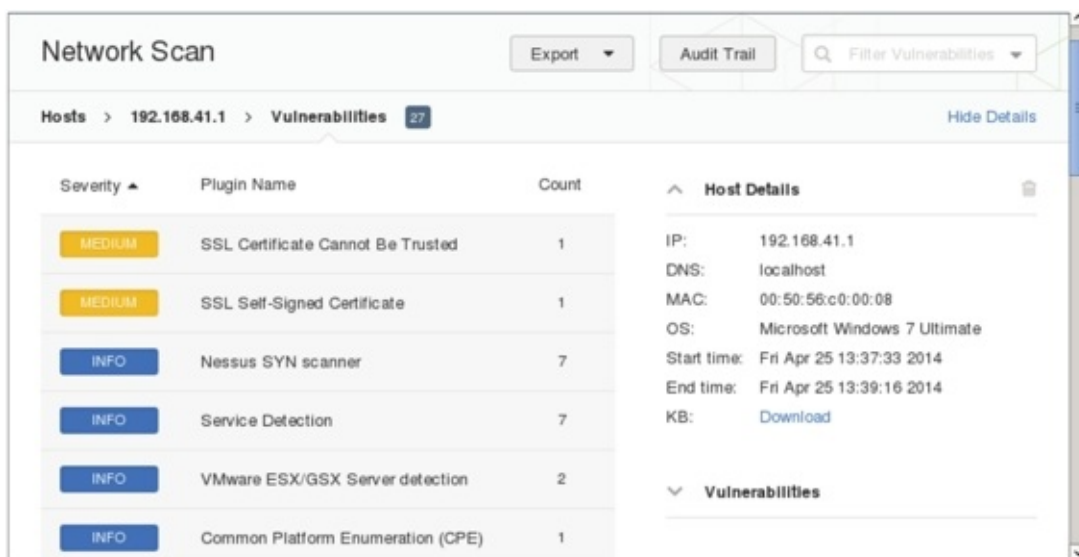 Network Scan
Export
Audit Trail
Filter Vulnerabilities
Hosts > 192.168.41.1 > Vulnerabilities 27
Hide Details
Severity Plugin Name Count
MEDIUM SSL Certificate Cannot Be Trusted 1
MEDIUM SSL Self-Signed Certificate 1
INFO Nessus SYN scanner 7
INFO Service Detection 7
INFO VMware ESX/GSX Server detection 2
INFO Common Platform Enumeration (CPE) 1
Host Details
IP: 192.168.41.1
DNS: localhost
MAC: 00:50:56:c0:00:08
OS: Microsoft Windows 7 Ultimate
Start time: Fri Apr 25 13:37:33 2014
End time: Fri Apr 25 13:39:16 2014
KB: Download
Vulnerabilities